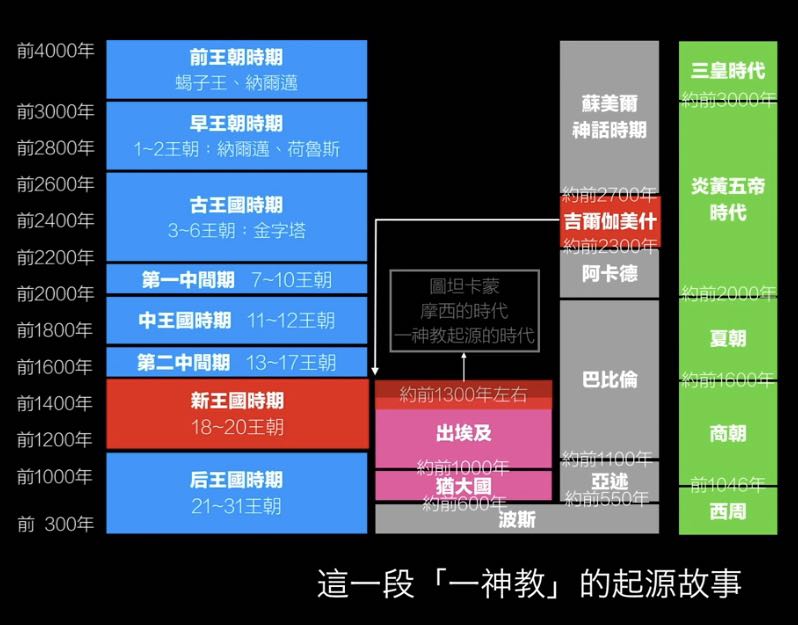 前4000年
前3000年
前2800年
前2600年
前2400年
前2200年
前2000年
前1800年
前1600年
前1400年
前1200年
前1000年
前 300年
前王朝時期
蝎子王、納爾邁
早王朝時期
1~2王朝：納爾邁、荷魯斯
古王國時期
3~6王朝：金字塔
第一中間期 7~10王朝
中王國時期 11~12王朝
第二中間期 13~17王朝
新王國時期
18~20王朝
后王國時期
21~31王朝
圖坦卡蒙
摩西的時代
一神教起源的時代
約前1300年左右
出埃及
約前1000年
猶大國
約前600年
波斯
蘇美爾
神話時期
約前2700年
吉爾伽美什
約前2300年
阿卡德
巴比倫
約前1100年
亞述
約前550年
三皇時代
約前3000年
炎黃五帝
時代
約前2000年
夏朝
約前1600年
商朝
前1046年
西周
這一段「一神教」的起源故事